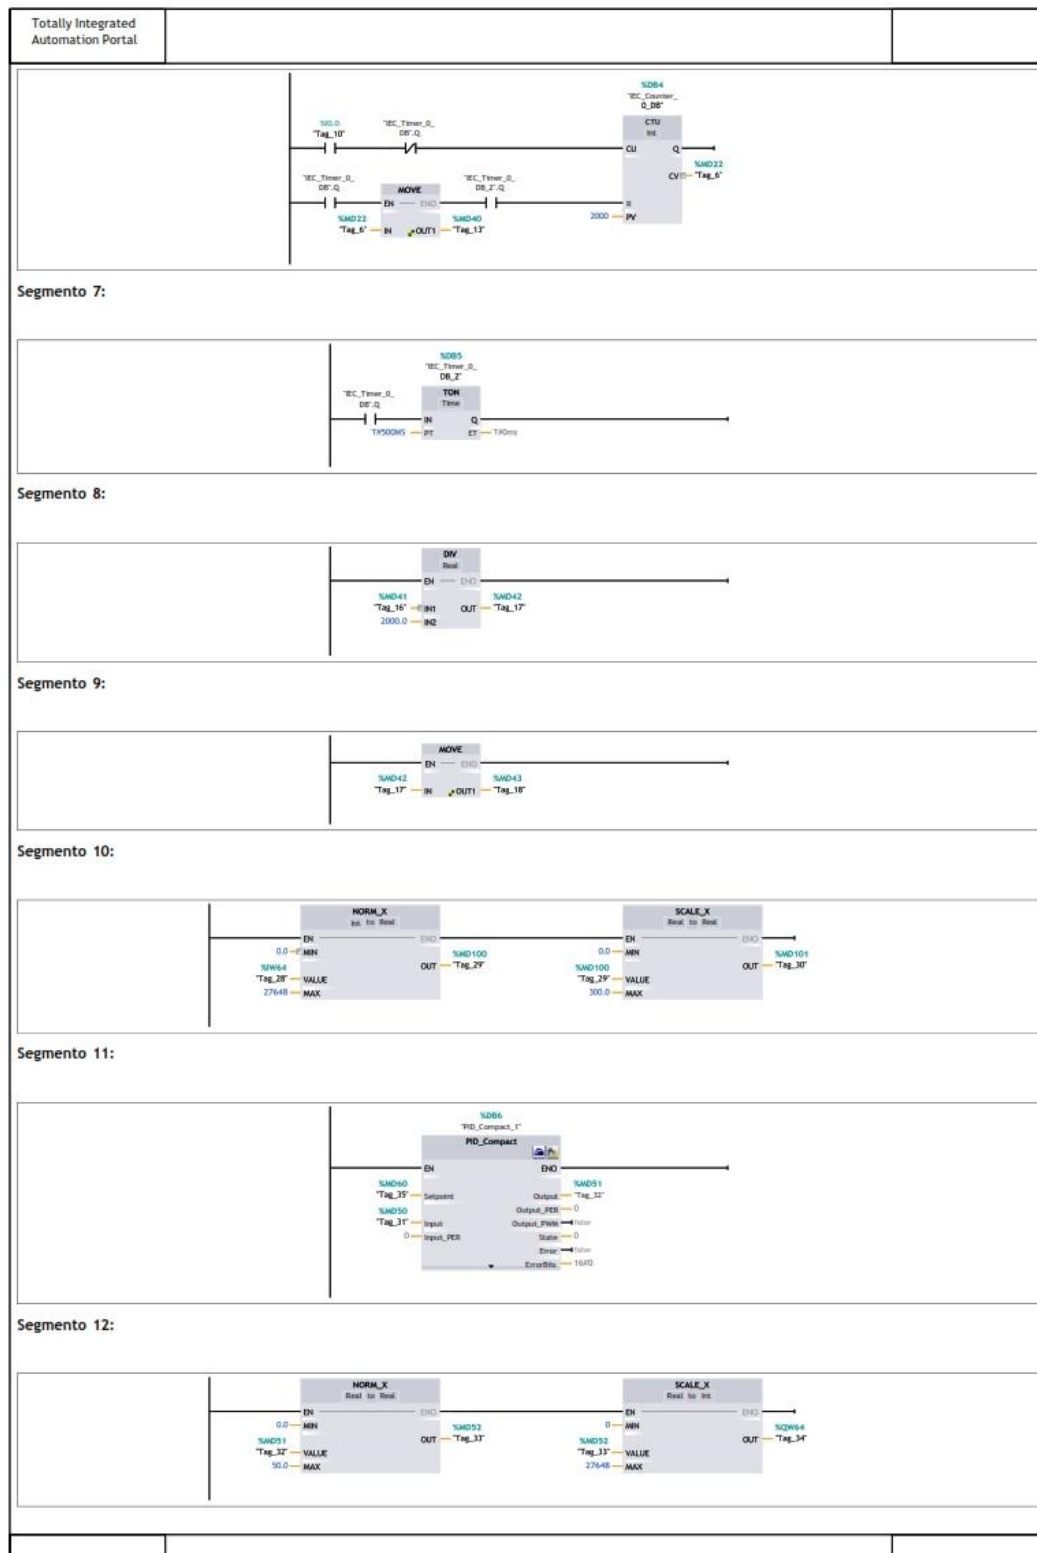 Totally Integrated
Automation Portal
%DB4
"IEC_Counter_
0_DB"
%I0.0
"Tag_10"
"IEC_Timer_0_
DB".Q
CTU
Int
CU
Q
%MD22
CV
"Tag_6"
"IEC_Timer_0_
DB".Q
MOVE
"IEC_Timer_0_
DB_2".Q
EN
ENO
R
%MD22
%MD40
2000
PV
"Tag_6"
IN
OUT1
"Tag_13"
Segmento 7:
%DB5
"IEC_Timer_0_
DB_2"
"IEC_Timer_0_
DB".Q
TON
Time
IN
Q
T#500MS
PT
ET
T#0ms
Segmento 8:
DIV
Real
EN
ENO
%MD41
%MD42
"Tag_16"
IN1
OUT
"Tag_17"
2000.0
IN2
Segmento 9:
MOVE
EN
ENO
%MD42
%MD43
"Tag_17"
IN
OUT1
"Tag_18"
Segmento 10:
NORM_X
Int to Real
SCALE_X
Real to Real
EN
ENO
EN
ENO
0.0
MIN
%MD100
0.0
MIN
%MD101
%IW64
OUT
"Tag_29"
%MD100
OUT
"Tag_30"
"Tag_28"
VALUE
"Tag_29"
VALUE
27648
MAX
300.0
MAX
Segmento 11:
%DB6
"PID_Compact_1"
PID_Compact
EN
ENO
%MD60
%MD51
"Tag_35"
Setpoint
Output
"Tag_32"
%MD50
Output_PER
0
"Tag_31"
Input
Output_PWM
false
0
Input_PER
State
0
Error
false
ErrorBits
16#0
Segmento 12:
NORM_X
Real to Real
SCALE_X
Real to Int
EN
ENO
EN
ENO
0.0
MIN
%MD52
0
MIN
%QW64
%MD51
OUT
"Tag_33"
%MD52
OUT
"Tag_34"
"Tag_32"
VALUE
"Tag_33"
VALUE
50.0
MAX
27648
MAX